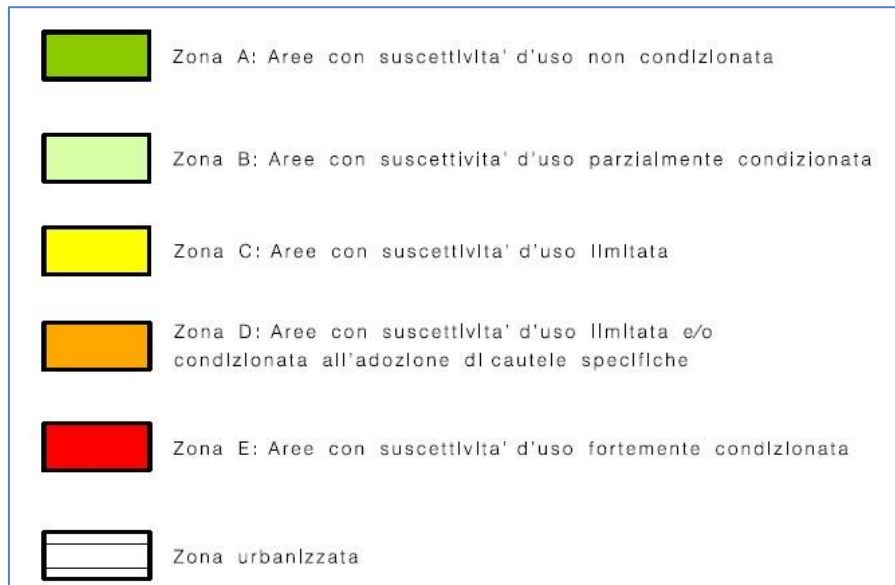 Zona A: Aree con suscettivita' d'uso non condizionata
Zona B: Aree con suscettivita' d'uso parzialmente condizionata
Zona C: Aree con suscettivita' d'uso limitata
Zona D: Aree con suscettivita' d'uso limitata e/o
condizionata all'adozione di cautele specifiche
Zona E: Aree con suscettivita' d'uso fortemente condizionata
Zona urbanizzata